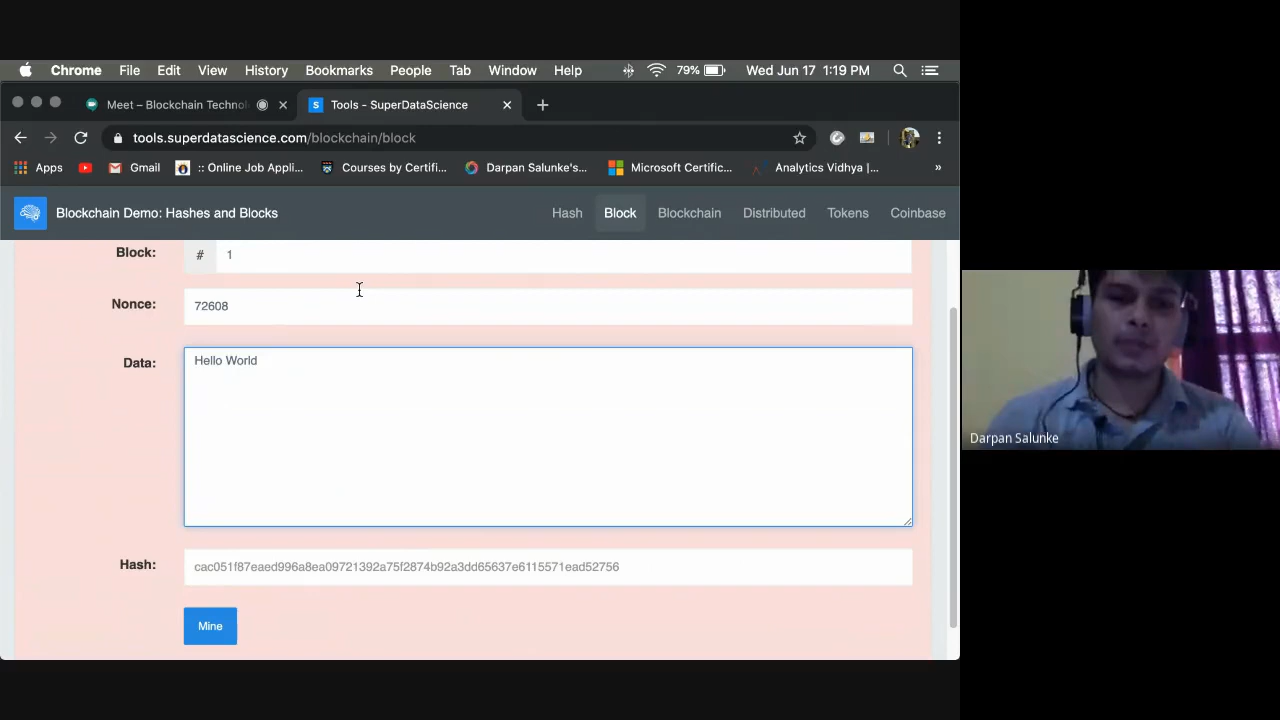 Chrome File Edit View History Bookmarks People Tab Window Help 79% Wed Jun 17 1:19 PM
Meet – Blockchain Technol Tools - SuperDataScience
tools.superdatascience.com/blockchain/block
Apps Gmail :: Online Job Appli... Courses by Certifi... Darpan Salunke's... Microsoft Certific... Analytics Vidhya |... »
Blockchain Demo: Hashes and Blocks Hash Block Blockchain Distributed Tokens Coinbase
Block: # 1
Nonce: 72608
Data: Hello World
Hash: cac051f87eaed996a8ea09721392a75f2874b92a3dd65637e6115571ead52756
Mine
Darpan Salunke